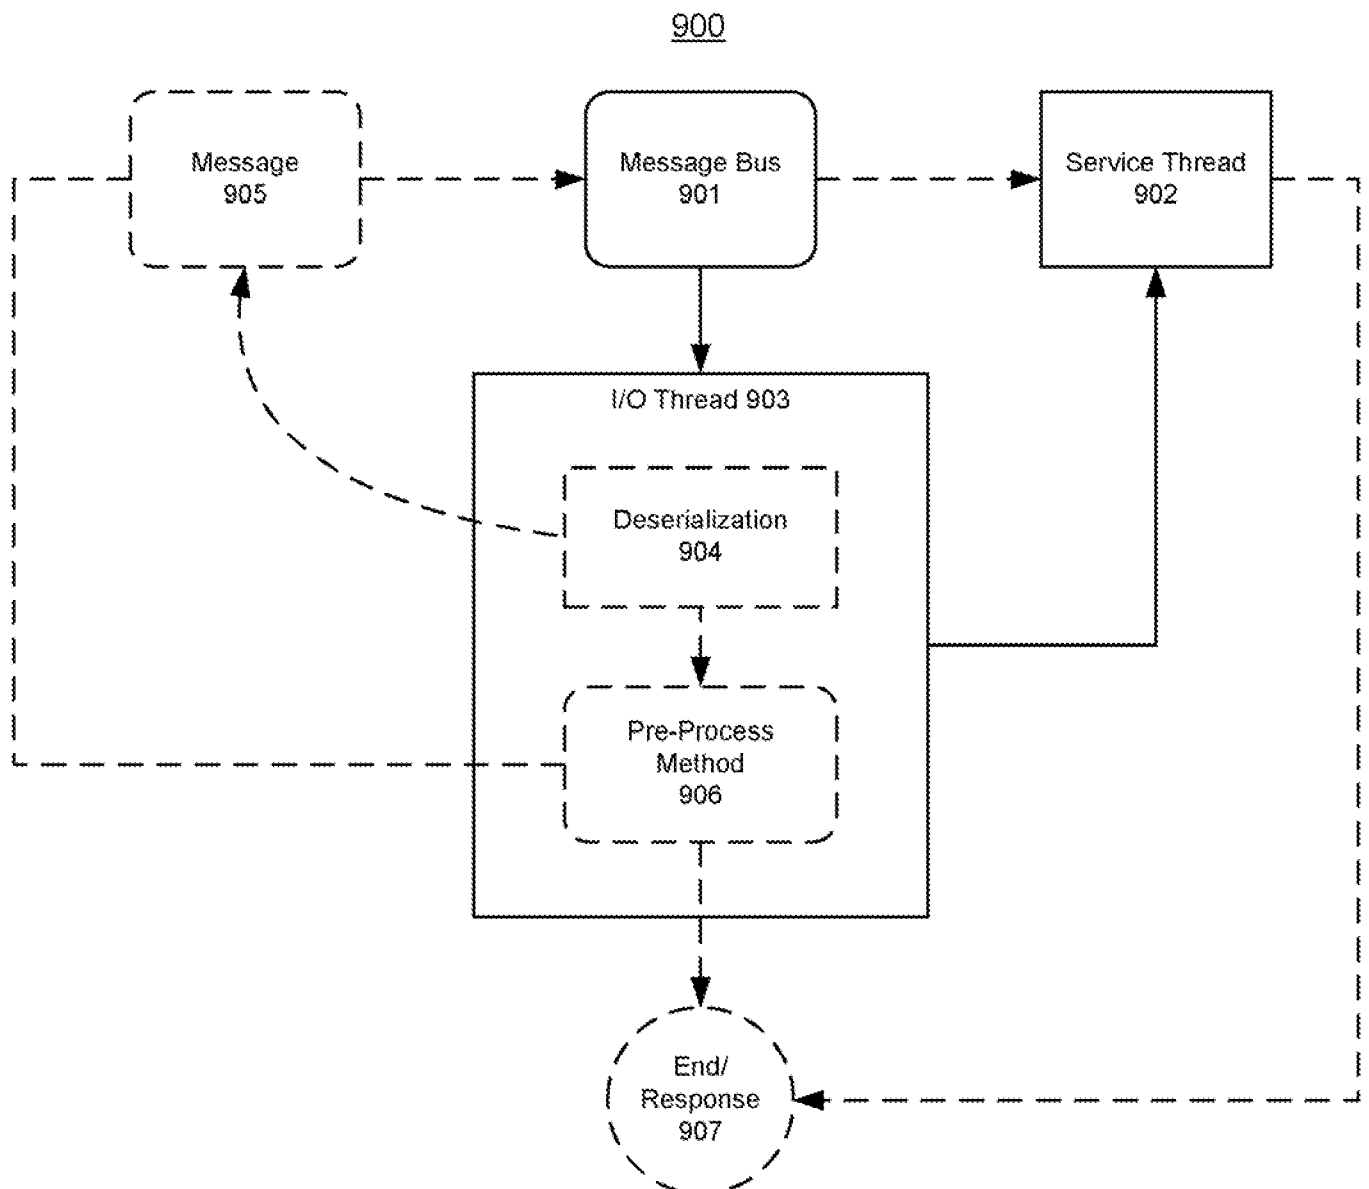 900
Message
905
Message Bus
901
Service Thread
902
I/O Thread 903
Deserialization
904
Pre-Process
Method
906
End/
Response
907